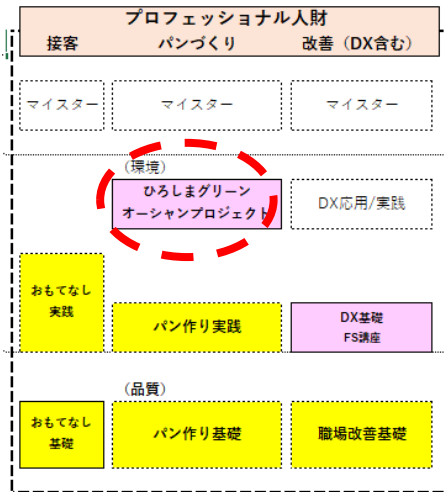 プロフェッショナル人財
接客 パンづくり 改善（DX含む）
マイスター マイスター マイスター
（環境）
ひろしまグリーン
オーシャンプロジェクト
DX応用/実践
おもてなし
実践
パン作り実践
DX基礎
FS講座
（品質）
おもてなし
基礎
パン作り基礎
職場改善基礎